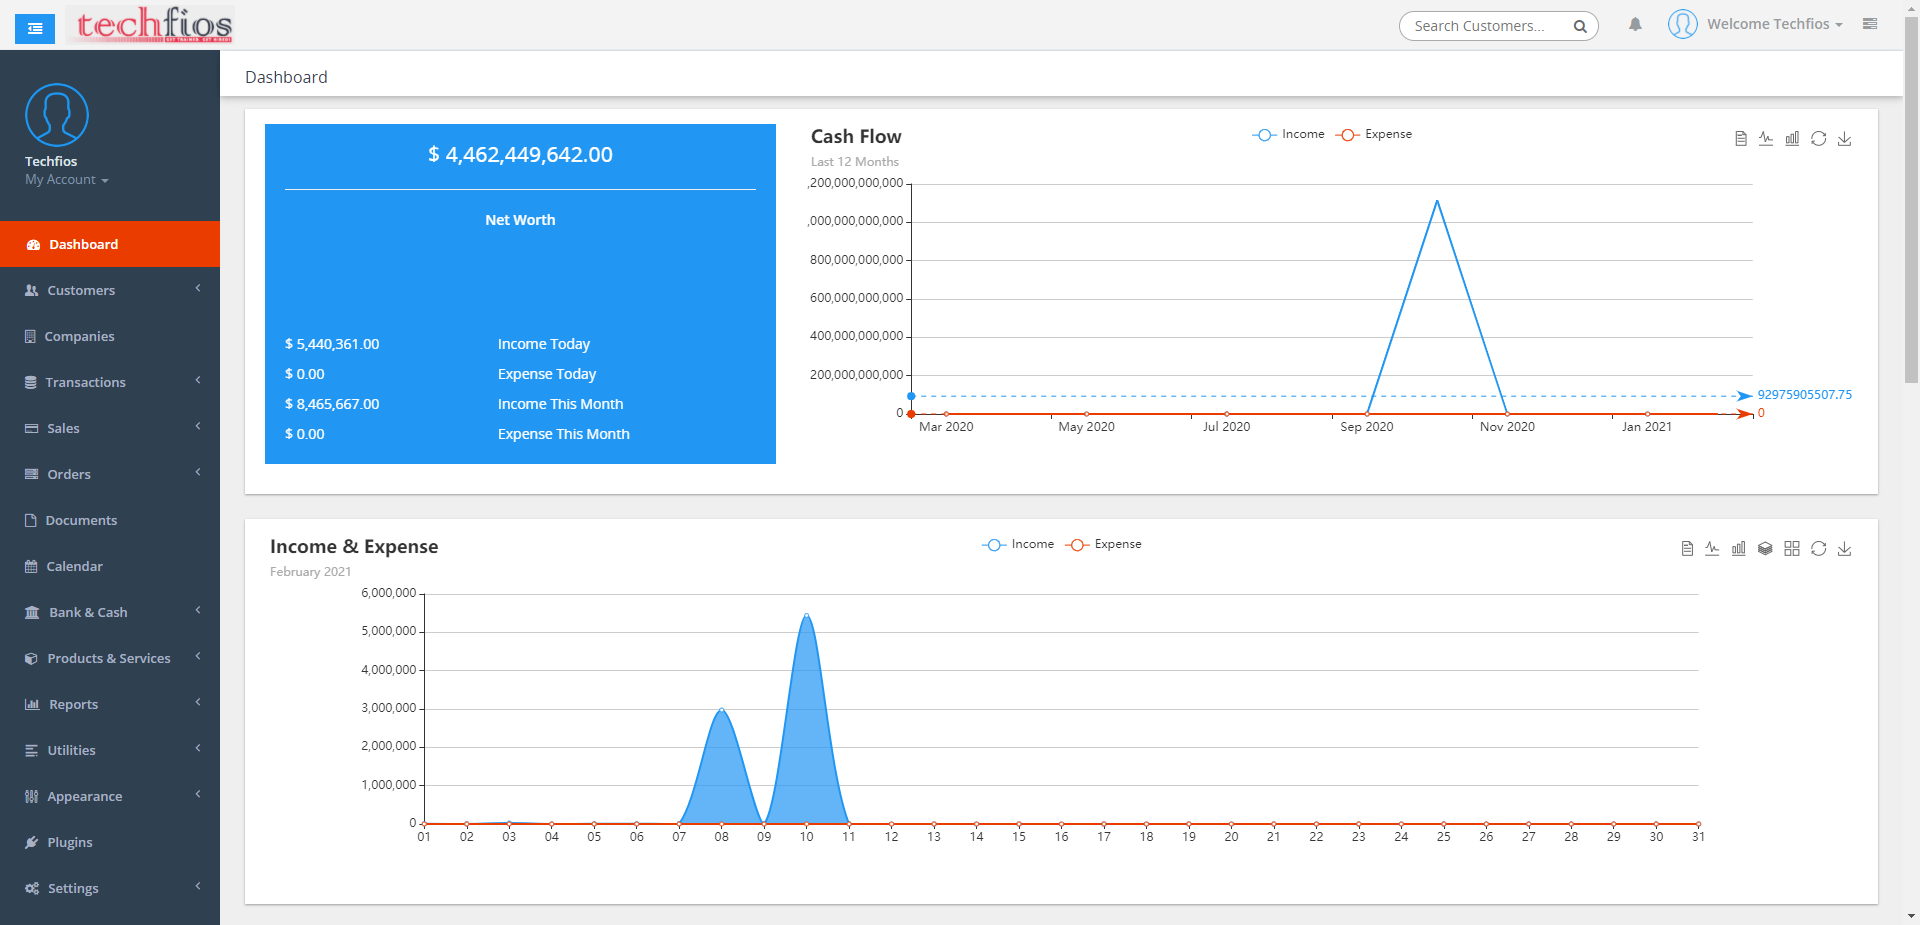 techfios
GET TRAINED. GET HIRED!
Search Customers...
Welcome Techfios
Techfios
My Account
Dashboard
Customers
Companies
Transactions
Sales
Orders
Documents
Calendar
Bank & Cash
Products & Services
Reports
Utilities
Appearance
Plugins
Settings
Dashboard
$ 4,462,449,642.00
Net Worth
$ 5,440,361.00 Income Today
$ 0.00 Expense Today
$ 8,465,667.00 Income This Month
$ 0.00 Expense This Month
Cash Flow
Last 12 Months
Income Expense
,200,000,000,000
,000,000,000,000
800,000,000,000
600,000,000,000
400,000,000,000
200,000,000,000
0
92975905507.75
0
Mar 2020 May 2020 Jul 2020 Sep 2020 Nov 2020 Jan 2021
Income & Expense
February 2021
Income Expense
6,000,000
5,000,000
4,000,000
3,000,000
2,000,000
1,000,000
0
01 02 03 04 05 06 07 08 09 10 11 12 13 14 15 16 17 18 19 20 21 22 23 24 25 26 27 28 29 30 31